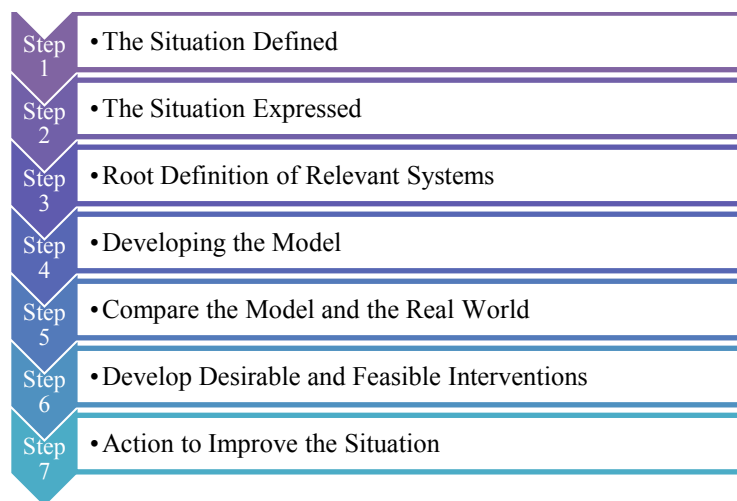 Step
1
•The Situation Defined
Step
2
•The Situation Expressed
Step
3
•Root Definition of Relevant Systems
Step
4
•Developing the Model
Step
5
•Compare the Model and the Real World
Step
6
•Develop Desirable and Feasible Interventions
Step
7
•Action to Improve the Situation